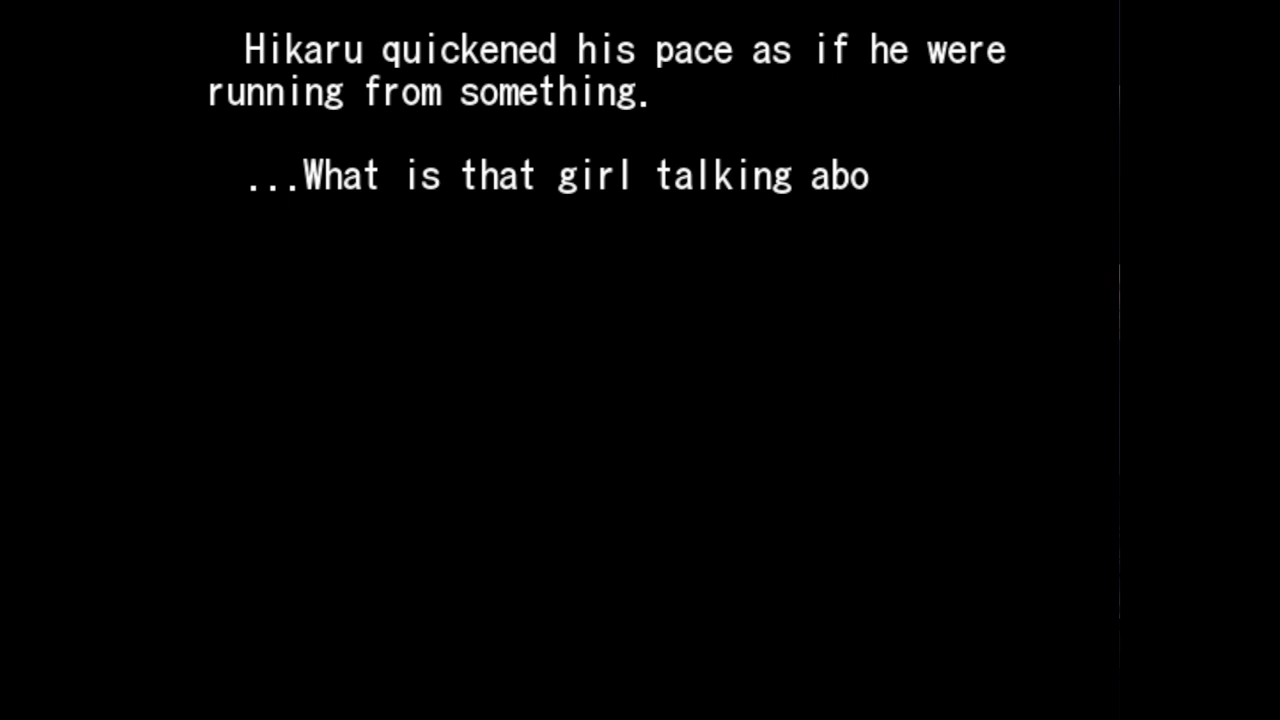 Hikaru quickened his pace as if he were
running from something.
...What is that girl talking abo